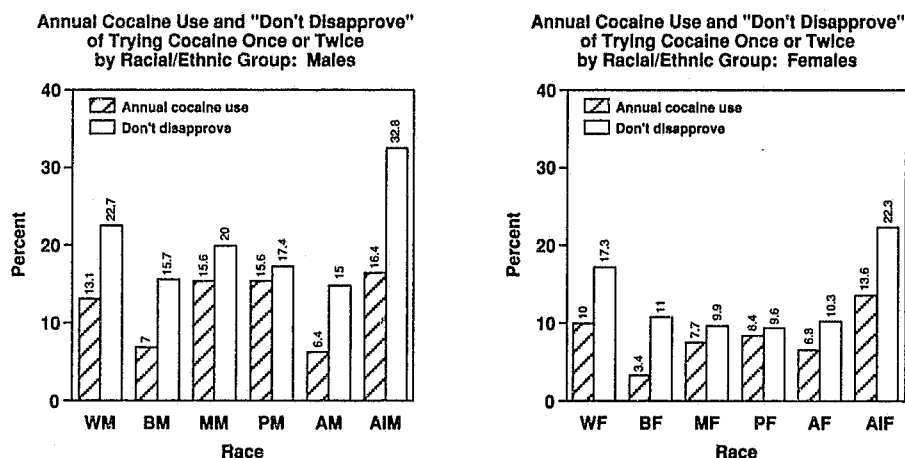 Annual Cocaine Use and "Don't Disapprove"
of Trying Cocaine Once or Twice
by Racial/Ethnic Group: Males
40
30
20
10
0
Percent
Annual cocaine use
Don't disapprove
13.1
22.7
7
15.7
15.6
20
15.6
17.4
6.4
15
16.4
32.8
WM BM MM PM AM AIM
Race
Annual Cocaine Use and "Don't Disapprove"
of Trying Cocaine Once or Twice
by Racial/Ethnic Group: Females
40
30
20
10
0
Percent
Annual cocaine use
Don't disapprove
10
17.3
3.4
11
7.7
9.9
8.4
9.6
6.8
10.3
13.6
22.3
WF BF MF PF AF AIF
Race